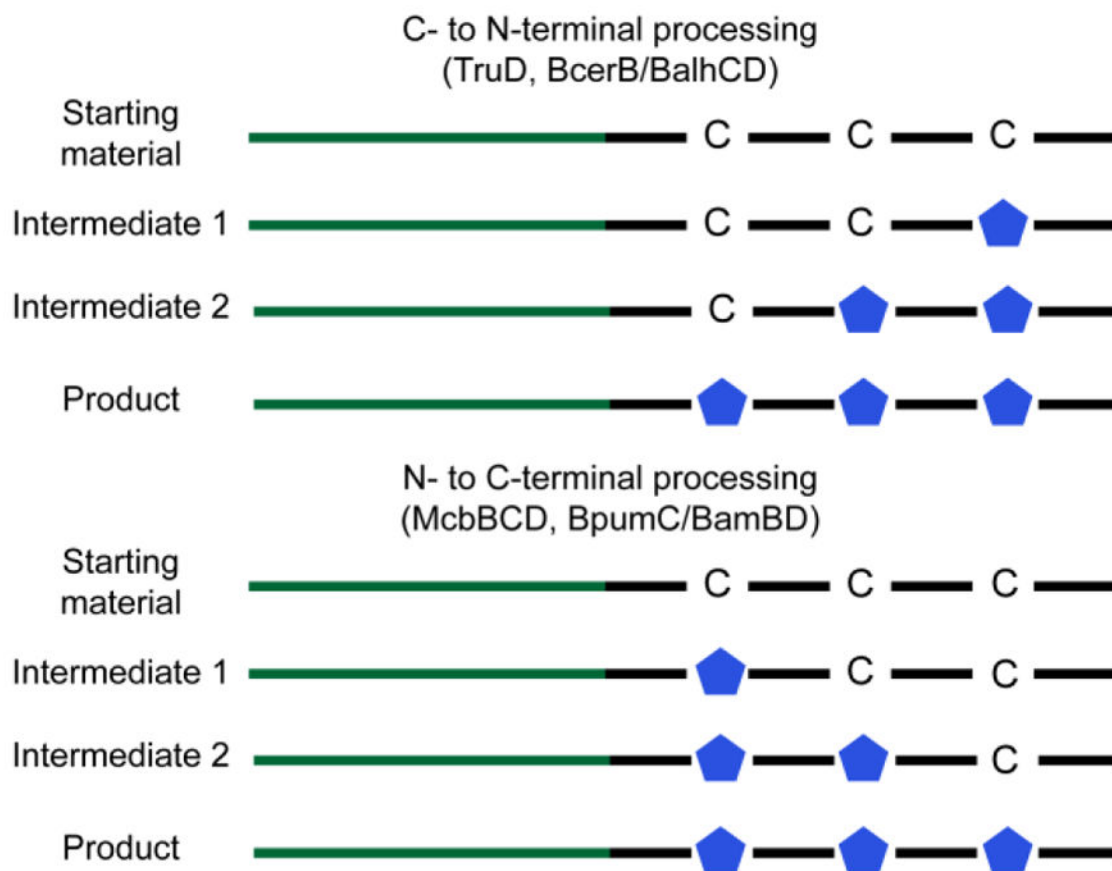 C- to N-terminal processing
(TruD, BcerB/BalhCD)
Starting
material
C C C
Intermediate 1
C C
Intermediate 2
C
Product
N- to C-terminal processing
(McbBCD, BpumC/BamBD)
Starting
material
C C C
Intermediate 1
C C
Intermediate 2
C
Product